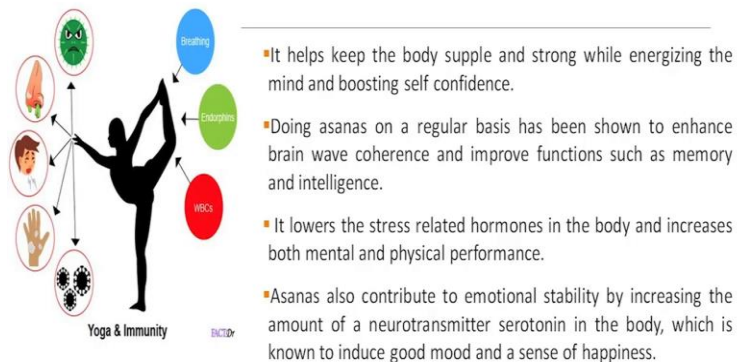 Breathing
Endorphins
WBCs
Yoga & Immunity
FACTDr
▪It helps keep the body supple and strong while energizing the
mind and boosting self confidence.
▪Doing asanas on a regular basis has been shown to enhance
brain wave coherence and improve functions such as memory
and intelligence.
▪ It lowers the stress related hormones in the body and increases
both mental and physical performance.
▪Asanas also contribute to emotional stability by increasing the
amount of a neurotransmitter serotonin in the body, which is
known to induce good mood and a sense of happiness.